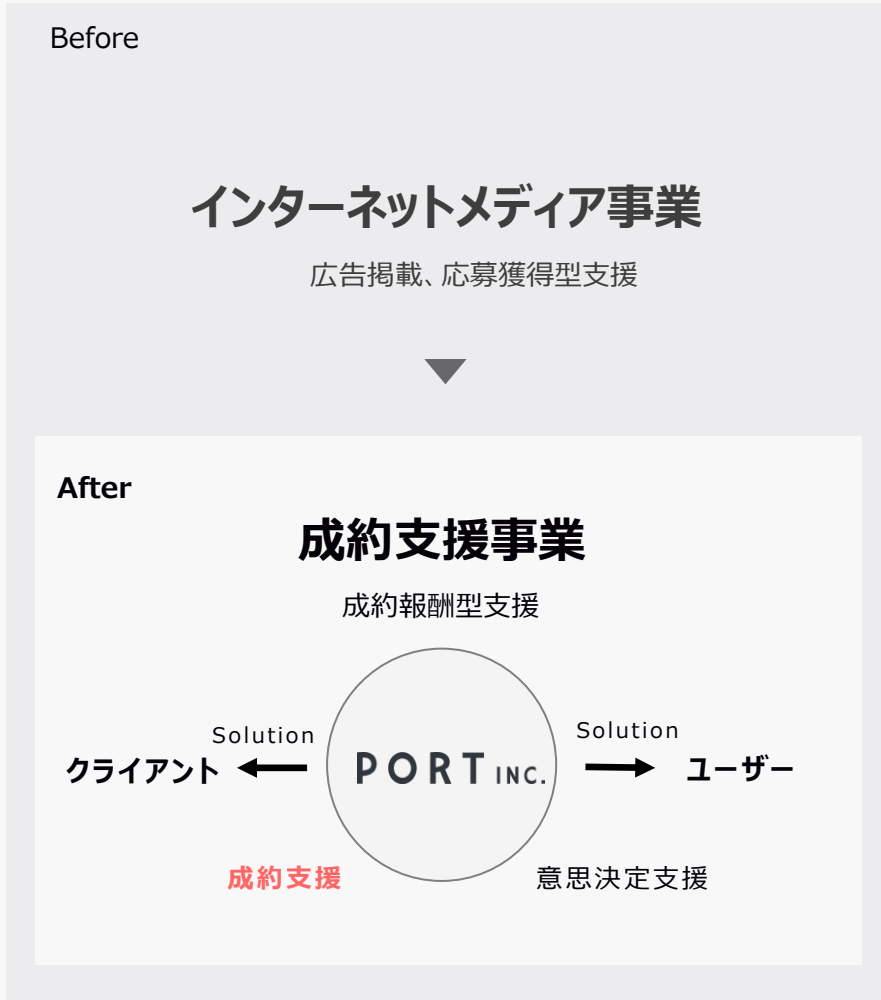 Before
インターネットメディア事業
広告掲載、応募獲得型支援
After
成約支援事業
成約報酬型支援
Solution
Solution
クライアント
PORT INC.
ユーザー
成約支援
意思決定支援